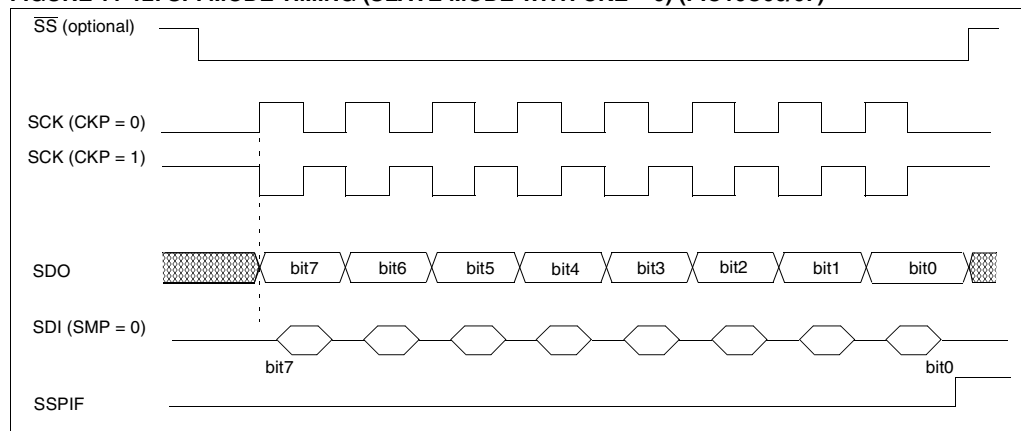 SS (optional)
SCK (CKP = 0)
SCK (CKP = 1)
SDO bit7 bit6 bit5 bit4 bit3 bit2 bit1 bit0
SDI (SMP = 0)
bit7 bit0
SSPIF